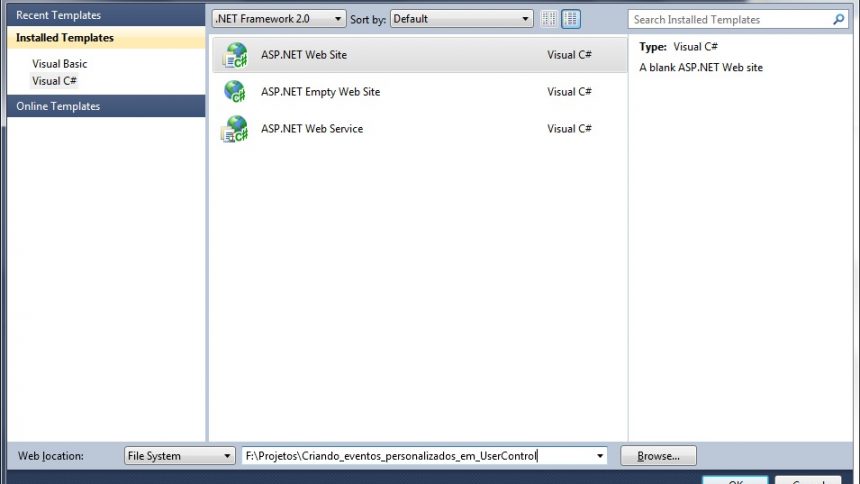 Recent Templates
Installed Templates
Visual Basic
Visual C#
Online Templates
.NET Framework 2.0 Sort by: Default
ASP.NET Web Site Visual C#
ASP.NET Empty Web Site Visual C#
ASP.NET Web Service Visual C#
Search Installed Templates
Type: Visual C#
A blank ASP.NET Web site
Web location: File System F:\Projetos\Criando_eventos_personalizados_em_UserControl Browse...
OK Cancel